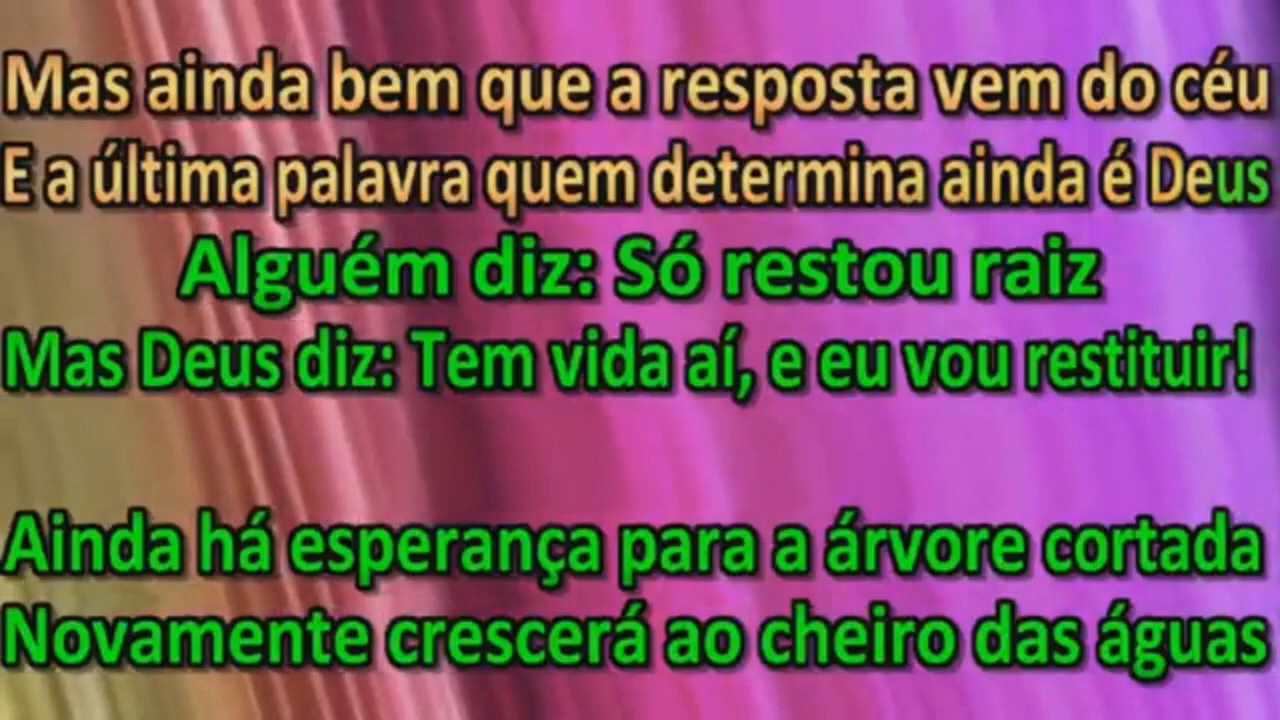 Mas ainda bem que a resposta vem do céu
E a última palavra quem determina ainda é Deus
Alguém diz: Só restou raiz
Mas Deus diz: Tem vida aí, e eu vou restituir!
Ainda há esperança para a árvore cortada
Novamente crescerá ao cheiro das águas